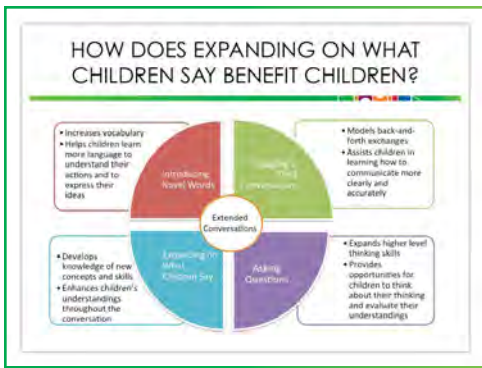 HOW DOES EXPANDING ON WHAT
CHILDREN SAY BENEFIT CHILDREN?
• Increases vocabulary
• Helps children learn
more language to
understand their
actions and to
express their
ideas
Introducing
Novel Words
Thick
• Models back-and-
forth exchanges
• Assists children in
learning how to
communicate more
clearly and
accurately
Extended
Conversations
• Develops
knowledge of new
concepts and skills
• Enhances children's
understandings
throughout the
conversation
Expanding on
What
Children Say
Asking
Questions
• Expands higher level
thinking skills
• Provides
opportunities for
children to think
about their thinking
and evaluate their
understandings